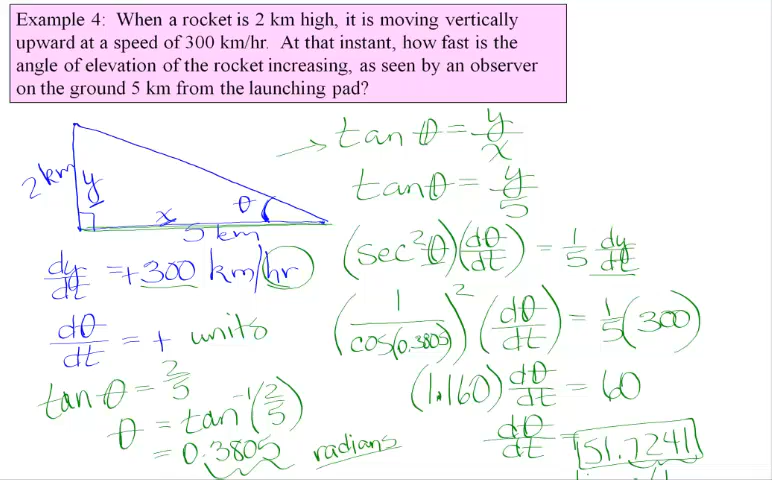 Example 4: When a rocket is 2 km high, it is moving vertically
upward at a speed of 300 km/hr. At that instant, how fast is the
angle of elevation of the rocket increasing, as seen by an observer
on the ground 5 km from the launching pad?
tan θ = y/x
tan θ = y/5
2 km y x θ
5 km
(sec²θ)(dθ/dt) = 1/5 dy/dt
dy/dt = +300 km/hr
(1/cos(0.3805))² (dθ/dt) = 1/5(300)
dθ/dt = + units
tan θ = 2/5
(1.160) dθ/dt = 60
θ = tan⁻¹(2/5)
= 0.3805 radians
dθ/dt = 51.7241